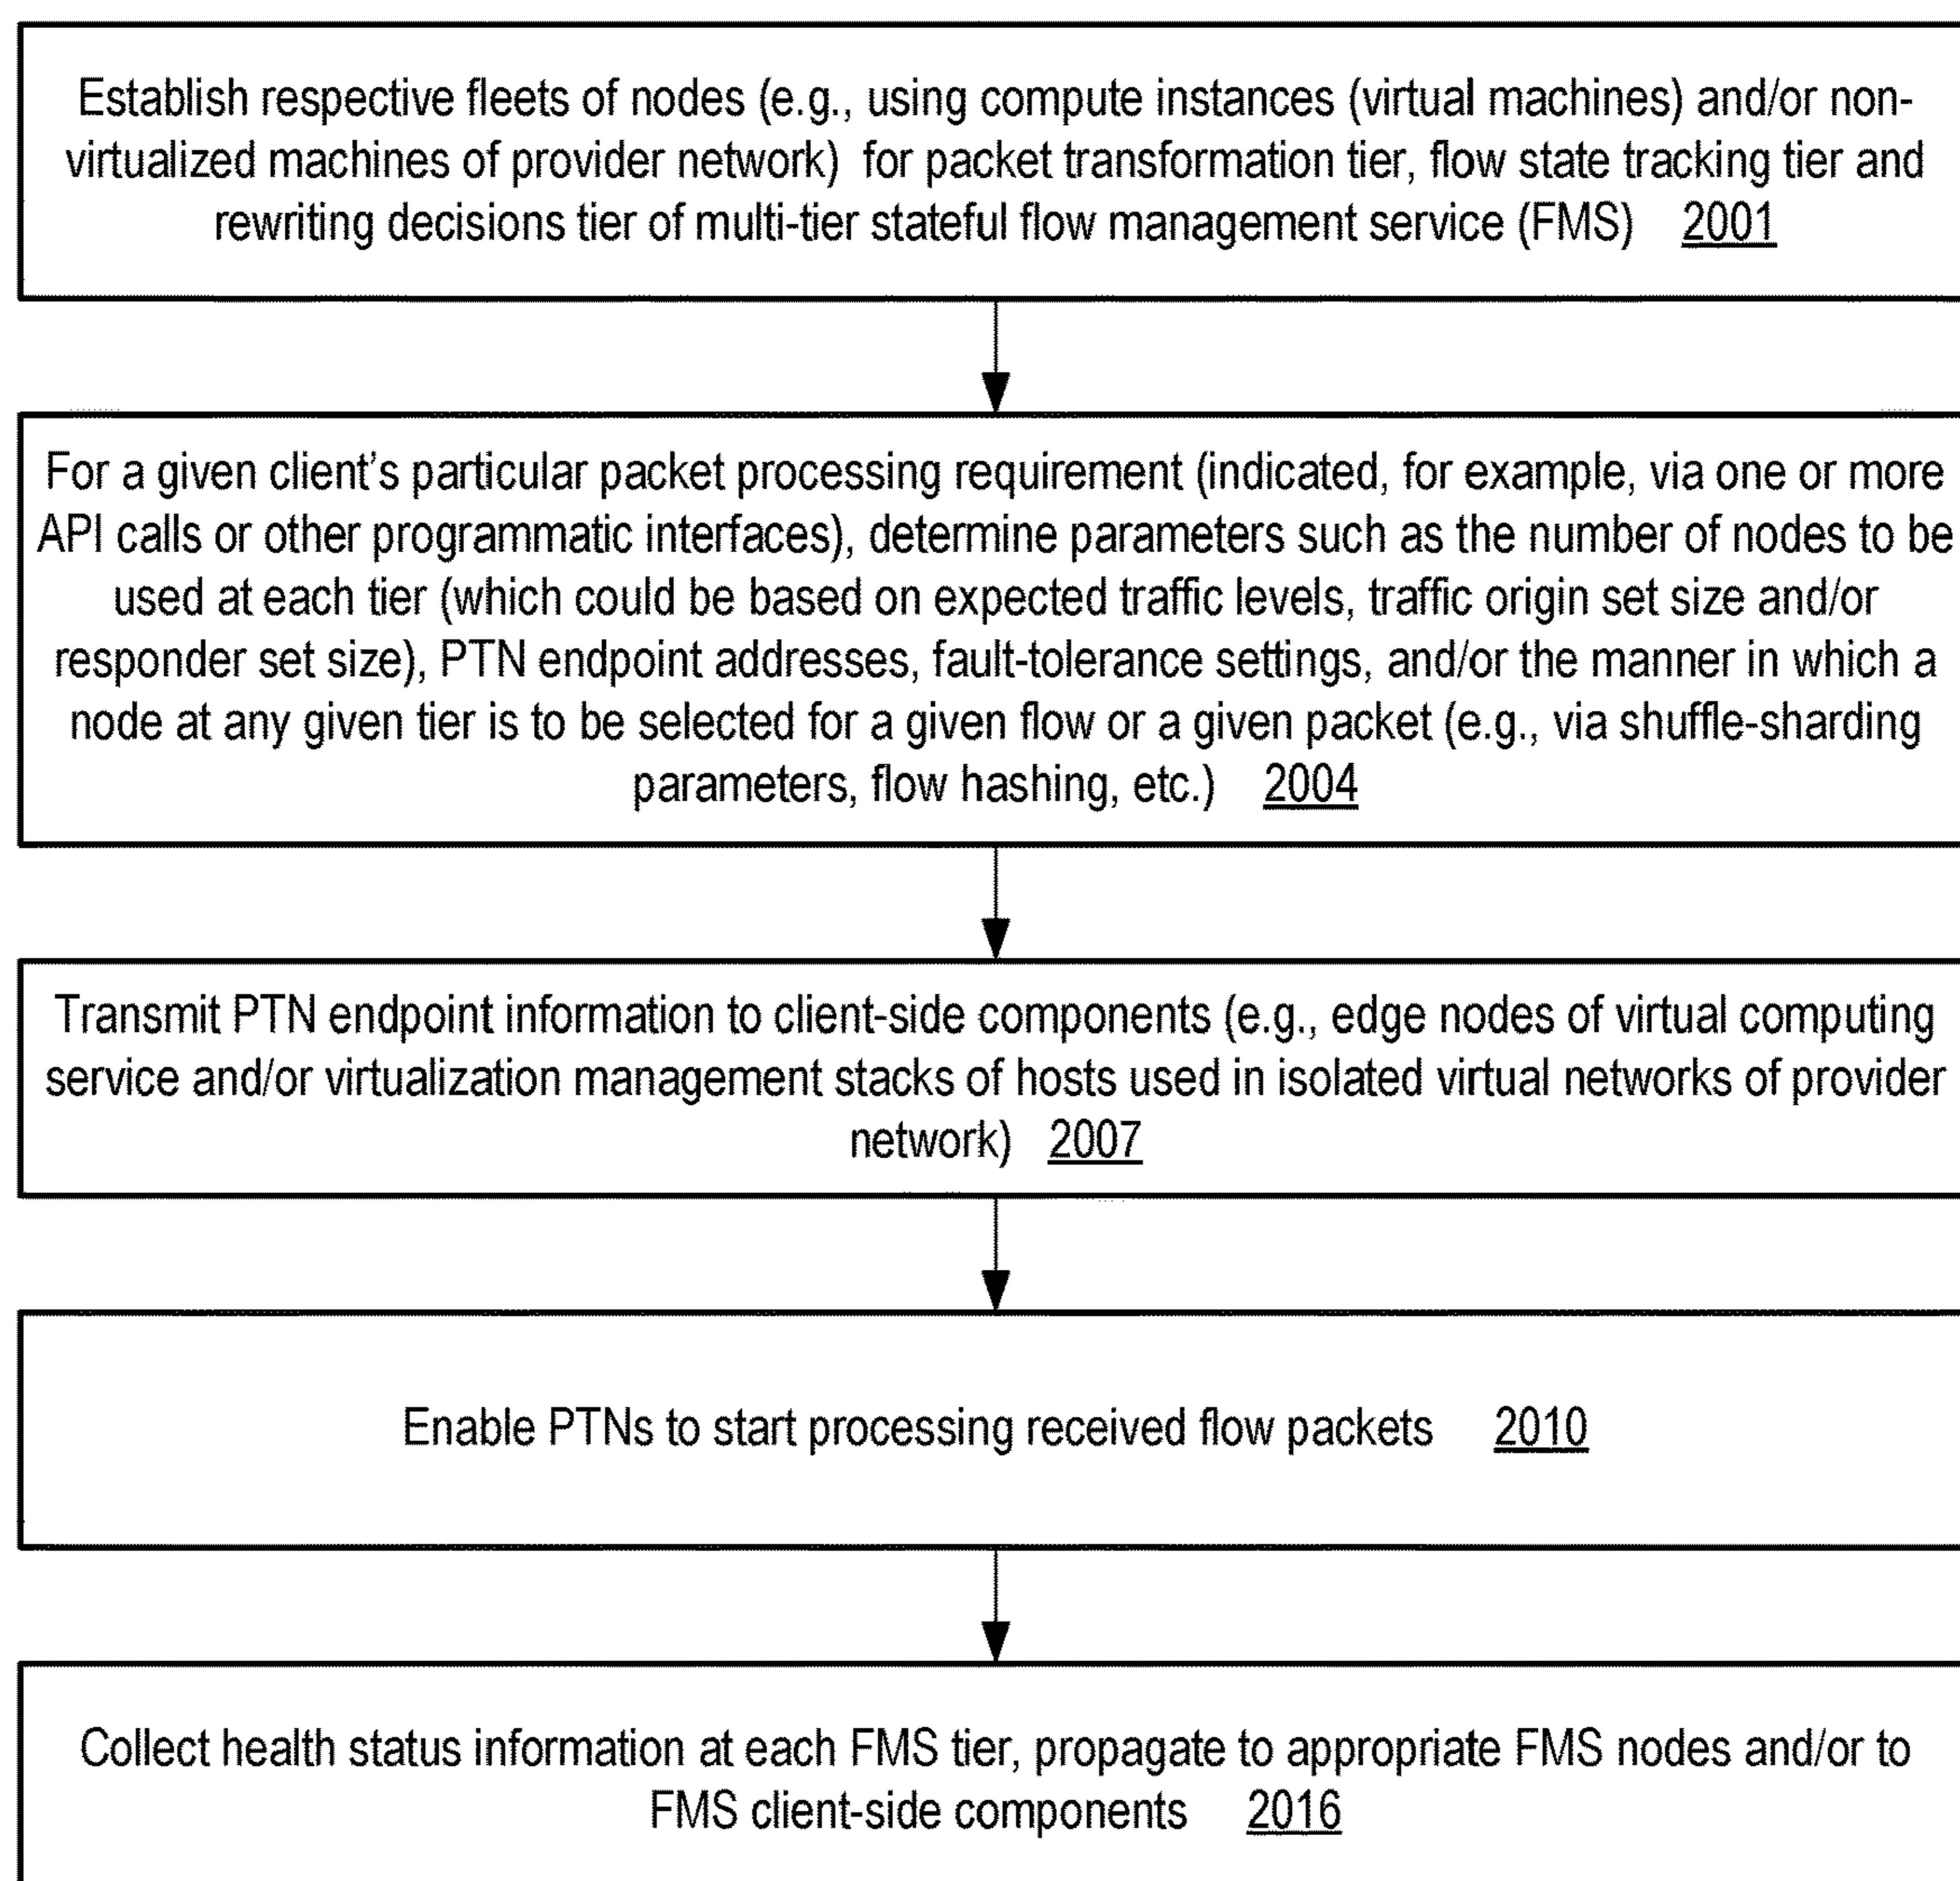 Establish respective fleets of nodes (e.g., using compute instances (virtual machines) and/or non-
virtualized machines of provider network) for packet transformation tier, flow state tracking tier and
rewriting decisions tier of multi-tier stateful flow management service (FMS) 2001
For a given client's particular packet processing requirement (indicated, for example, via one or more
API calls or other programmatic interfaces), determine parameters such as the number of nodes to be
used at each tier (which could be based on expected traffic levels, traffic origin set size and/or
responder set size), PTN endpoint addresses, fault-tolerance settings, and/or the manner in which a
node at any given tier is to be selected for a given flow or a given packet (e.g., via shuffle-sharding
parameters, flow hashing, etc.) 2004
Transmit PTN endpoint information to client-side components (e.g., edge nodes of virtual computing
service and/or virtualization management stacks of hosts used in isolated virtual networks of provider
network) 2007
Enable PTNs to start processing received flow packets 2010
Collect health status information at each FMS tier, propagate to appropriate FMS nodes and/or to
FMS client-side components 2016